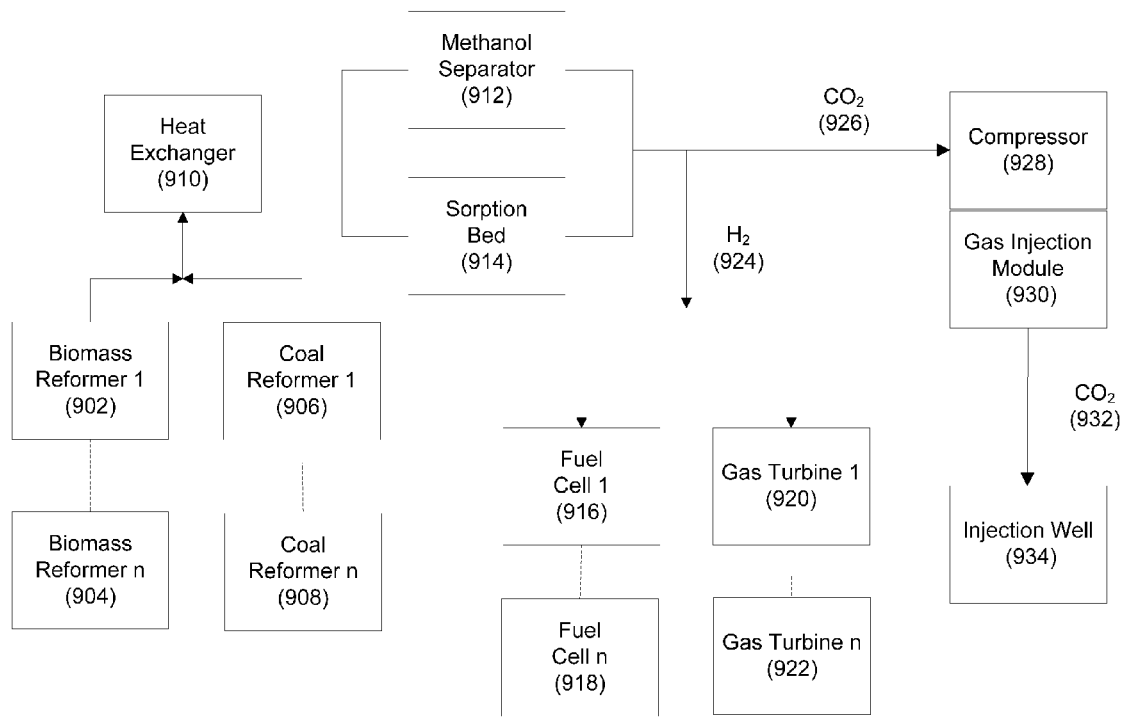 Methanol
Separator
(912)
Heat
Exchanger
(910)
CO₂
(926)
Compressor
(928)
Sorption
Bed
(914)
H₂
(924)
Gas Injection
Module
(930)
Biomass
Reformer 1
(902)
Coal
Reformer 1
(906)
CO₂
(932)
Fuel
Cell 1
(916)
Gas Turbine 1
(920)
Injection Well
(934)
Biomass
Reformer n
(904)
Coal
Reformer n
(908)
Fuel
Cell n
(918)
Gas Turbine n
(922)